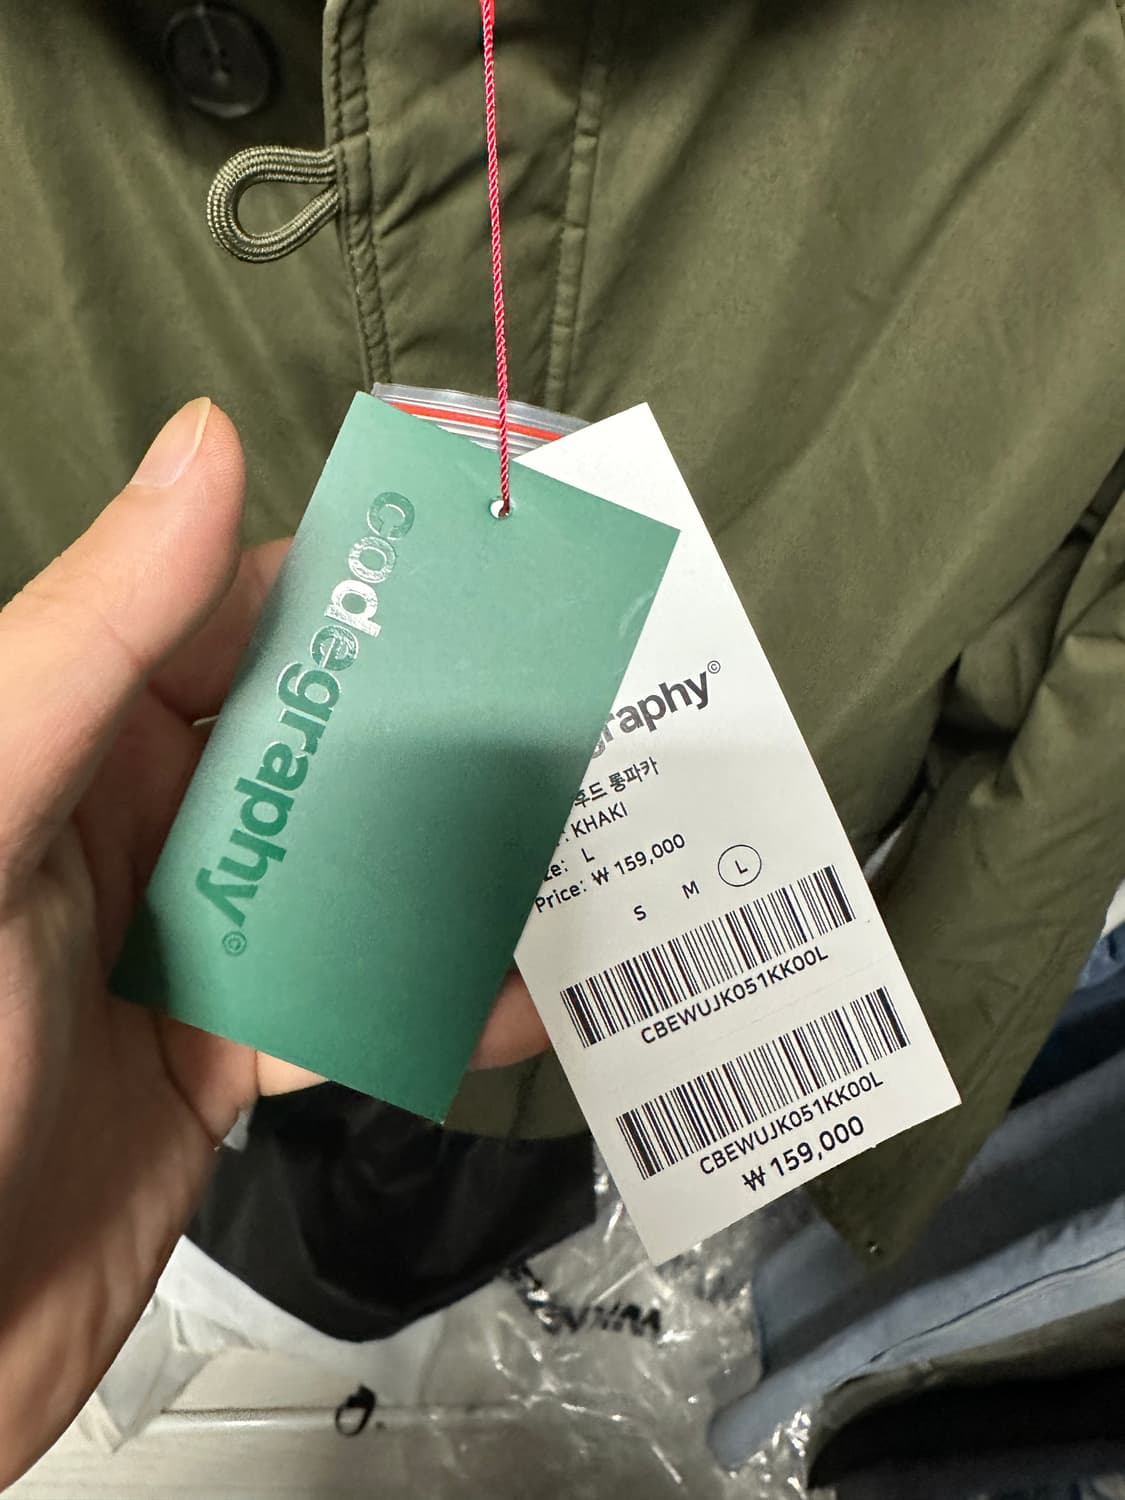 codegraphy©
graphy©
후드 롱파카
: KHAKI
ze: L
Price: ₩ 159,000
S M L
CBEWUJK051KK00L
CBEWUJK051KK00L
₩ 159,000